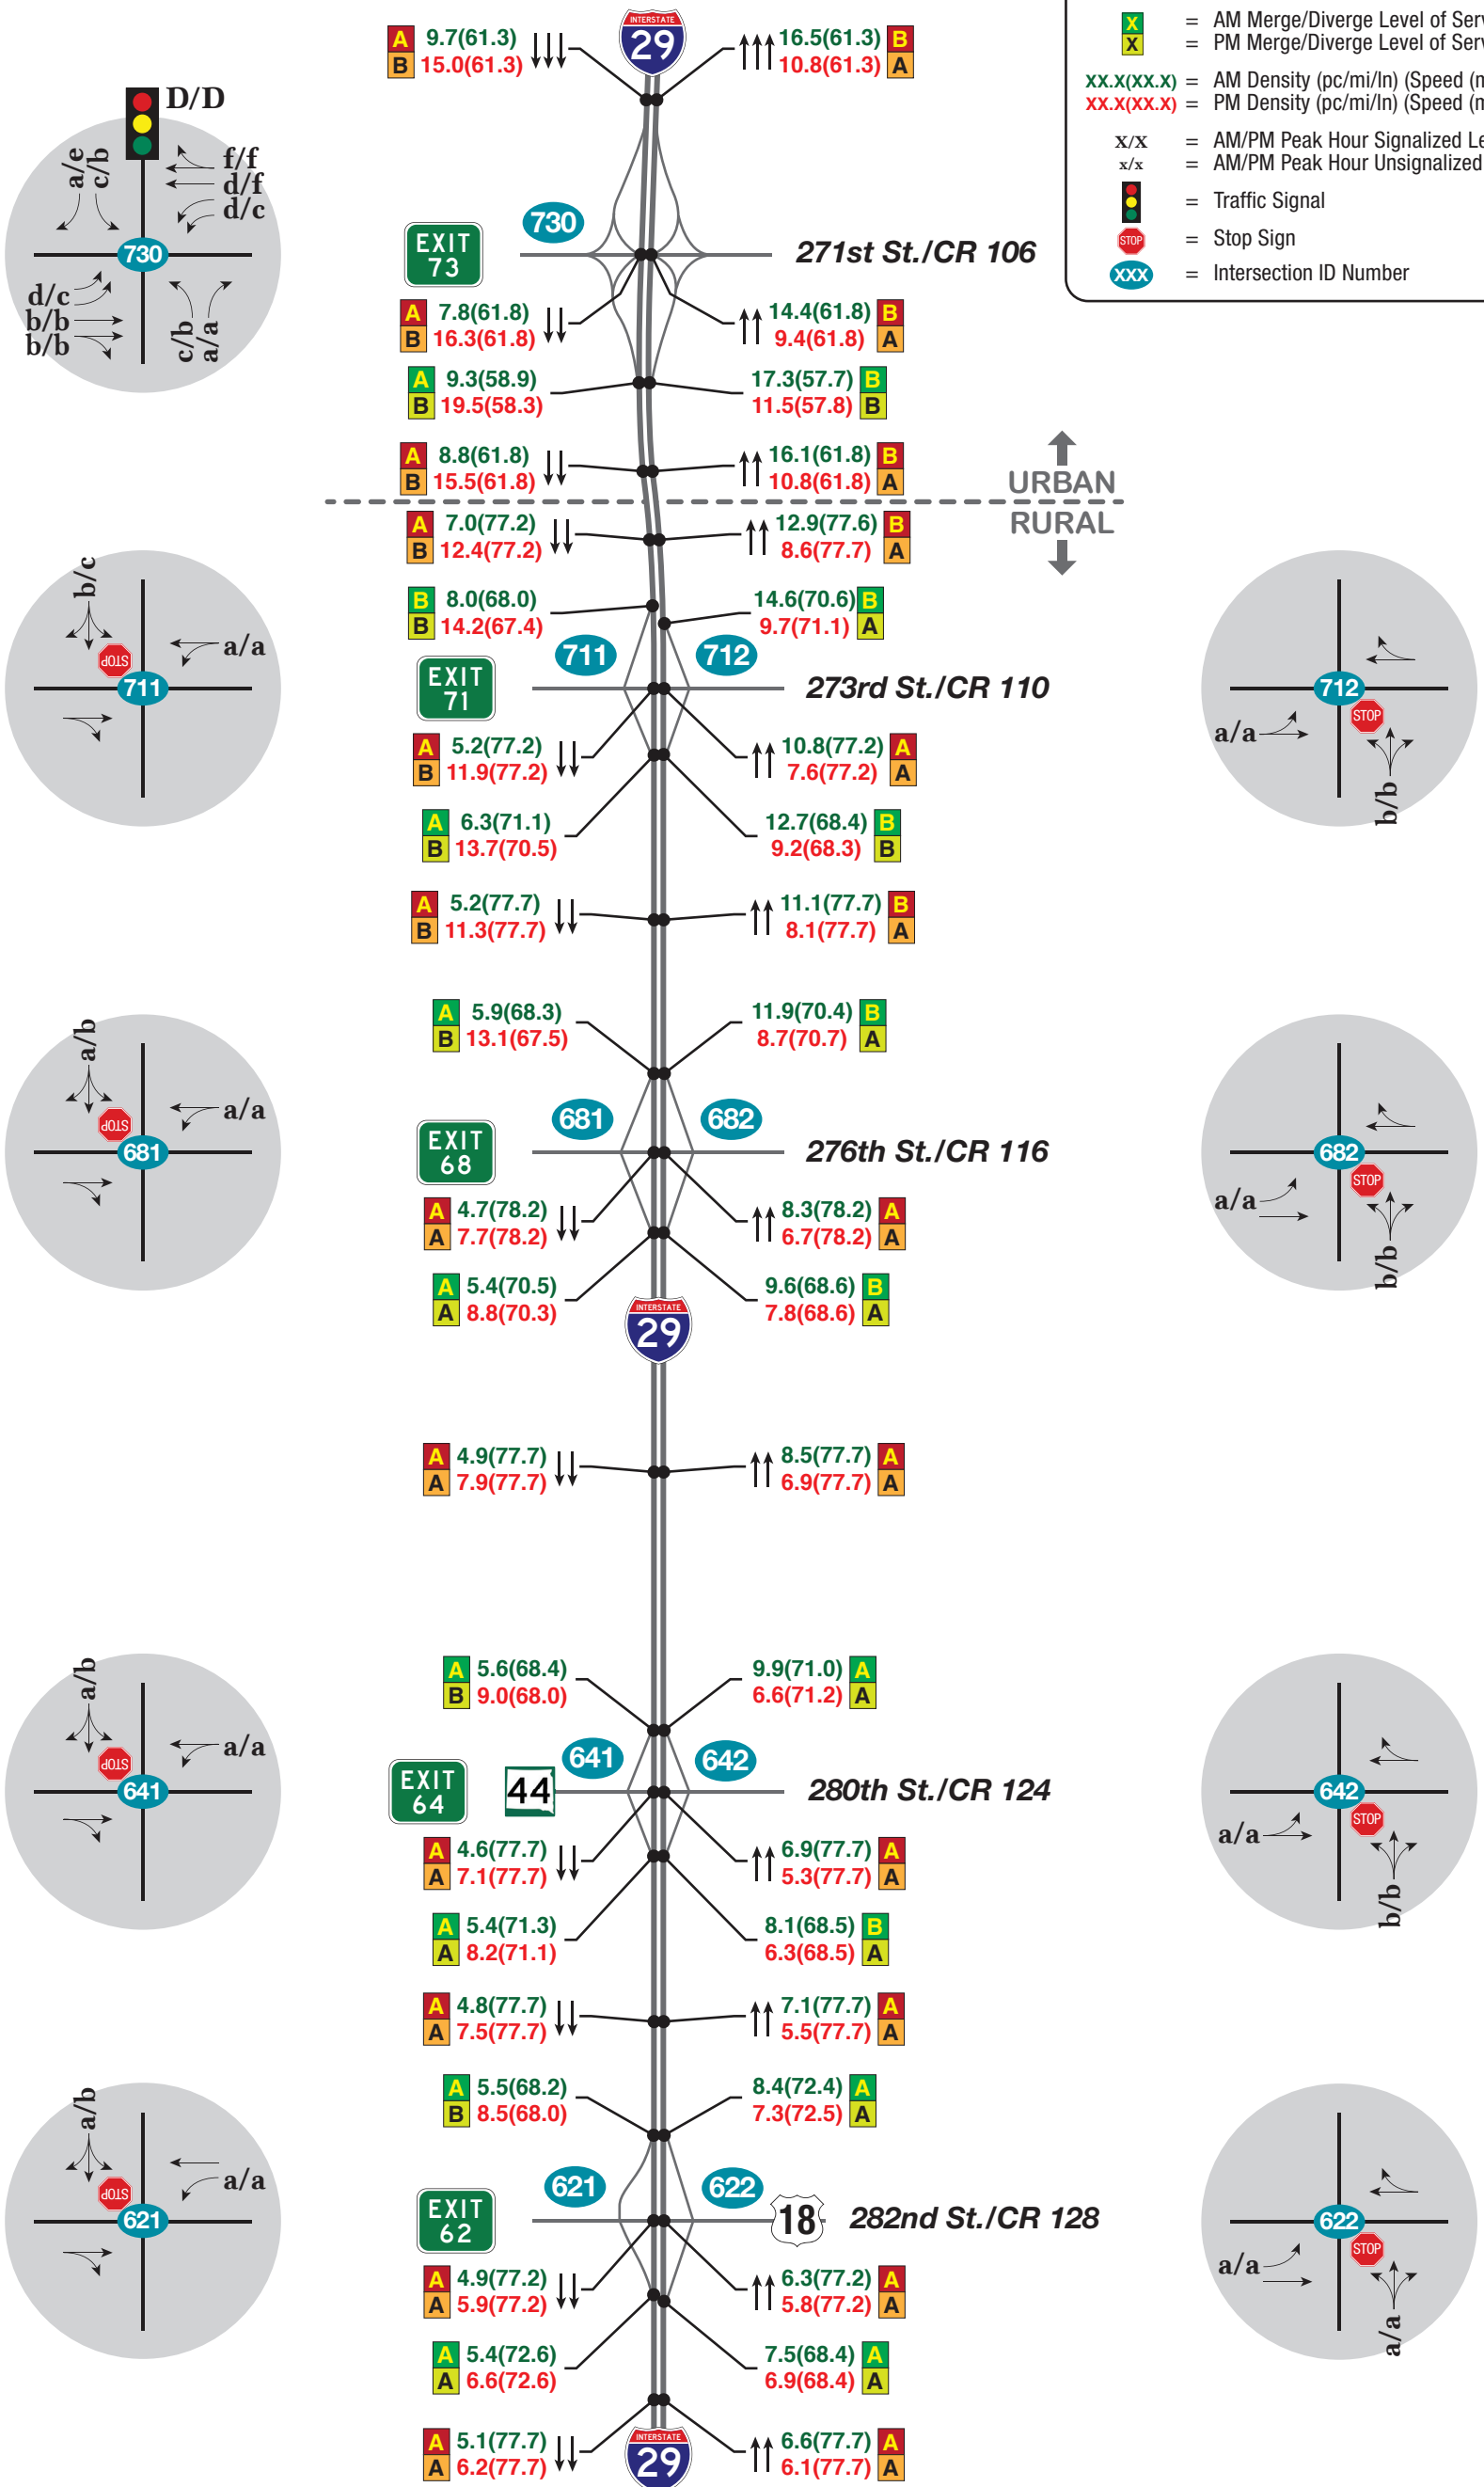 X = AM Merge/Diverge Level of
X = PM Merge/Diverge Level of
XX.X(XX.X) = AM Density (pc/mi/ln) (Speed
XX.X(XX.X) = PM Density (pc/mi/ln) (Speed
X/X = AM/PM Peak Hour Signalized
x/x = AM/PM Peak Hour Unsignalized
= Traffic Signal
STOP = Stop Sign
XXX = Intersection ID Number
INTERSTATE
29
A 9.7(61.3)
B 15.0(61.3)
16.5(61.3) B
10.8(61.3) A
D/D
a/e
c/b
f/f
d/f
d/c
730
d/c
b/b
b/b
c/b
a/a
730
EXIT
73
271st St./CR 106
A 7.8(61.8)
B 16.3(61.8)
14.4(61.8) B
9.4(61.8) A
A 9.3(58.9)
B 19.5(58.3)
17.3(57.7) B
11.5(57.8) B
A 8.8(61.8)
B 15.5(61.8)
16.1(61.8) B
10.8(61.8) A
URBAN
RURAL
A 7.0(77.2)
B 12.4(77.2)
12.9(77.6) B
8.6(77.7) A
B 8.0(68.0)
B 14.2(67.4)
14.6(70.6) B
9.7(71.1) A
b/c
STOP
a/a
711
711
712
EXIT
71
273rd St./CR 110
712
STOP
a/a
b/b
A 5.2(77.2)
B 11.9(77.2)
10.8(77.2) A
7.6(77.2) A
A 6.3(71.1)
B 13.7(70.5)
12.7(68.4) B
9.2(68.3) B
A 5.2(77.7)
B 11.3(77.7)
11.1(77.7) B
8.1(77.7) A
A 5.9(68.3)
B 13.1(67.5)
11.9(70.4) B
8.7(70.7) A
a/b
STOP
a/a
681
681
682
EXIT
68
276th St./CR 116
682
STOP
a/a
b/b
A 4.7(78.2)
A 7.7(78.2)
8.3(78.2) A
6.7(78.2) A
A 5.4(70.5)
A 8.8(70.3)
9.6(68.6) B
7.8(68.6) A
INTERSTATE
29
A 4.9(77.7)
A 7.9(77.7)
8.5(77.7) A
6.9(77.7) A
A 5.6(68.4)
B 9.0(68.0)
9.9(71.0) A
6.6(71.2) A
a/b
STOP
a/a
641
641
642
EXIT
64
44
280th St./CR 124
642
STOP
a/a
b/b
A 4.6(77.7)
A 7.1(77.7)
6.9(77.7) A
5.3(77.7) A
A 5.4(71.3)
A 8.2(71.1)
8.1(68.5) B
6.3(68.5) A
A 4.8(77.7)
A 7.5(77.7)
7.1(77.7) A
5.5(77.7) A
A 5.5(68.2)
B 8.5(68.0)
8.4(72.4) A
7.3(72.5) A
a/b
STOP
a/a
621
621
622
EXIT
62
18
282nd St./CR 128
622
STOP
a/a
a/a
A 4.9(77.2)
A 5.9(77.2)
6.3(77.2) A
5.8(77.2) A
A 5.4(72.6)
A 6.6(72.6)
7.5(68.4) A
6.9(68.4) A
A 5.1(77.7)
A 6.2(77.7)
6.6(77.7) A
6.1(77.7) A
INTERSTATE
29